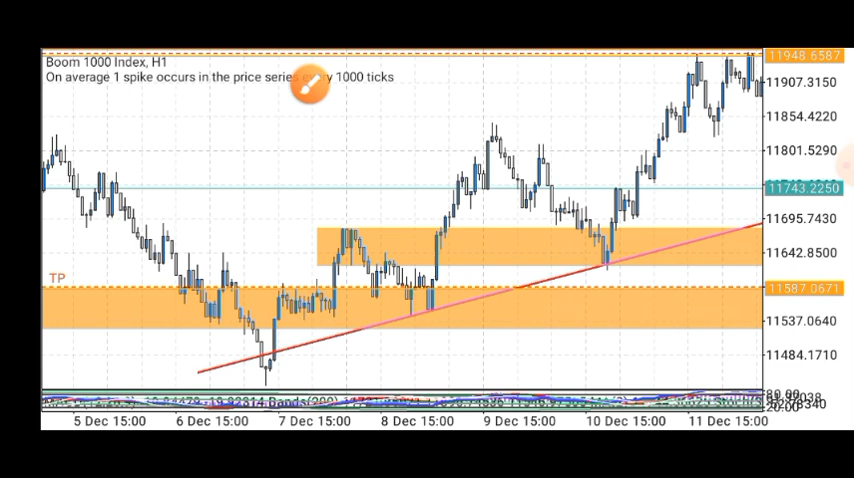 Boom 1000 Index, H1
On average 1 spike occurs in the price series every 1000 ticks
11948.6587
11907.3150
11854.4220
11801.5290
11743.2250
11695.7430
11642.8500
TP
11587.0671
11537.0640
11484.1710
5 Dec 15:00 6 Dec 15:00 7 Dec 15:00 8 Dec 15:00 9 Dec 15:00 10 Dec 15:00 11 Dec 15:00